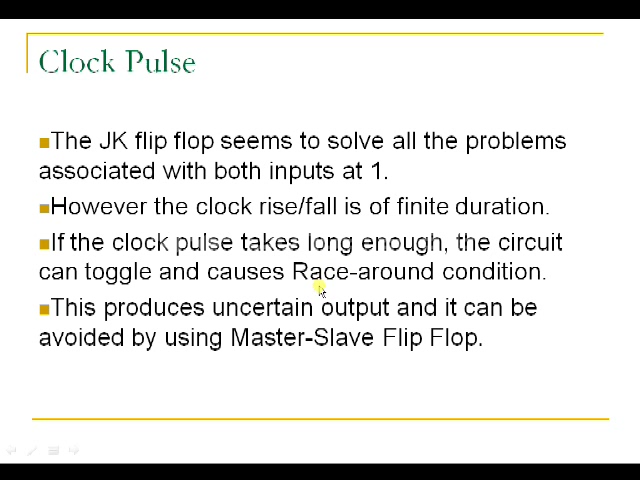 Clock Pulse
The JK flip flop seems to solve all the problems
associated with both inputs at 1.
However the clock rise/fall is of finite duration.
If the clock pulse takes long enough, the circuit
can toggle and causes Race-around condition.
This produces uncertain output and it can be
avoided by using Master-Slave Flip Flop.